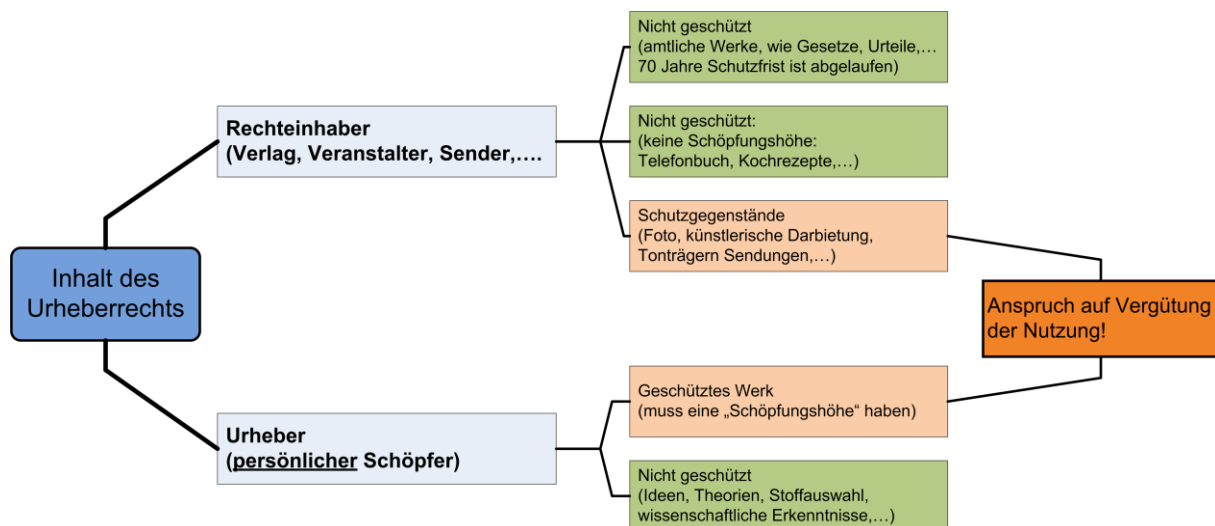 Inhalt des
Urheberrechts
Rechteinhaber
(Verlag, Veranstalter, Sender,….
Nicht geschützt
(amtliche Werke, wie Gesetze, Urteile,…
70 Jahre Schutzfrist ist abgelaufen)
Nicht geschützt:
(keine Schöpfungshöhe:
Telefonbuch, Kochrezepte,…)
Schutzgegenstände
(Foto, künstlerische Darbietung,
Tonträgern Sendungen,…)
Urheber
(persönlicher Schöpfer)
Geschütztes Werk
(muss eine „Schöpfungshöhe“ haben)
Nicht geschützt
(Ideen, Theorien, Stoffauswahl,
wissenschaftliche Erkenntnisse,…)
Anspruch auf Vergütung
der Nutzung!